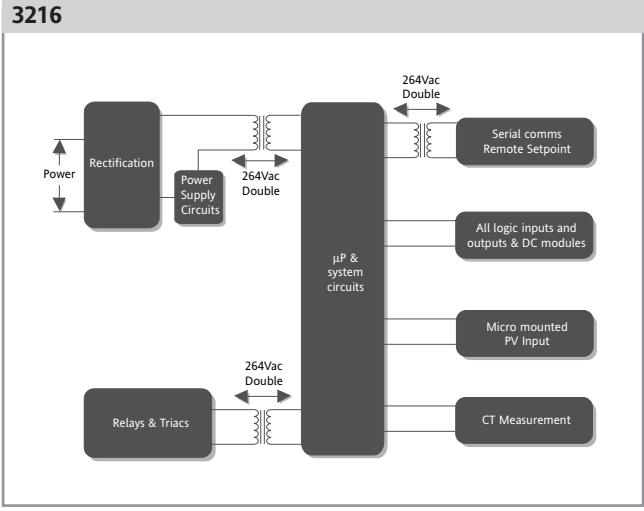 3216
264Vac
Double
Serial comms
Remote Setpoint
Rectification
Power
264Vac
Double
Power
Supply
Circuits
All logic inputs and
outputs & DC modules
μP &
system
circuits
Micro mounted
PV Input
264Vac
Double
Relays & Triacs
CT Measurement